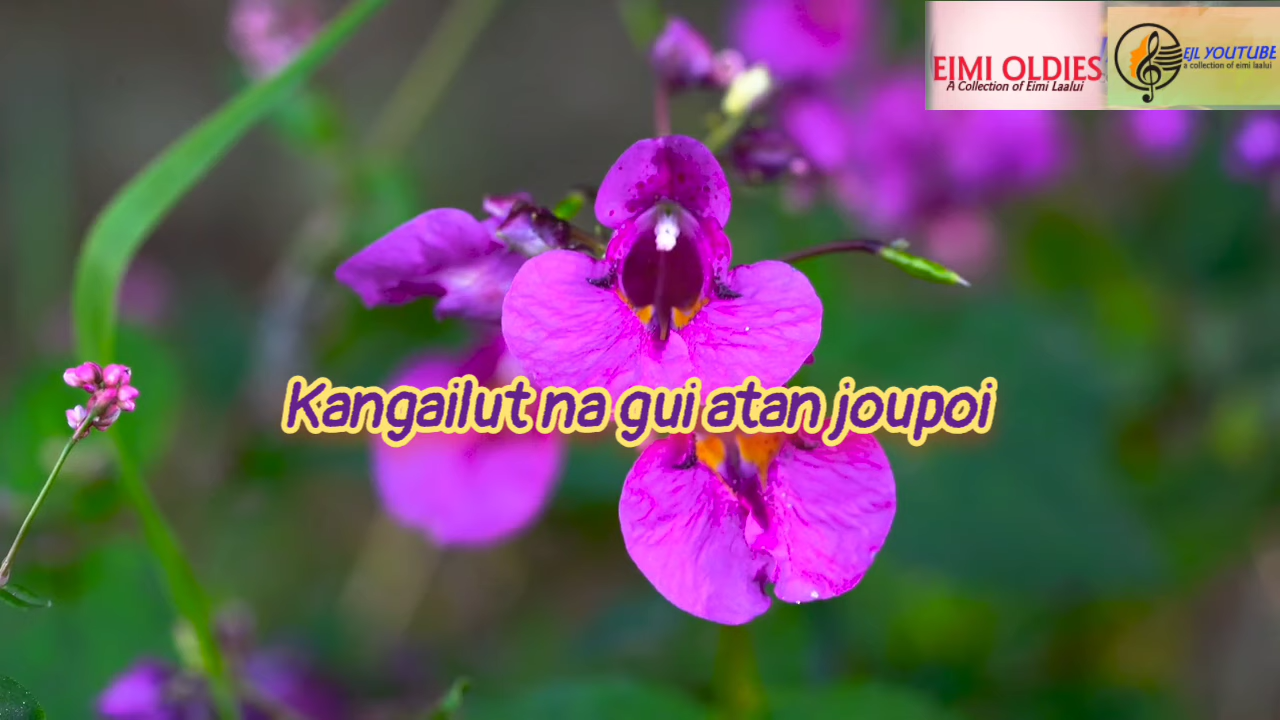 EIMI OLDIES
A Collection of Eimi Laalui
EJL YOUTUBE
a collection of eimi laalui
Kangailut na gui atan joupoi